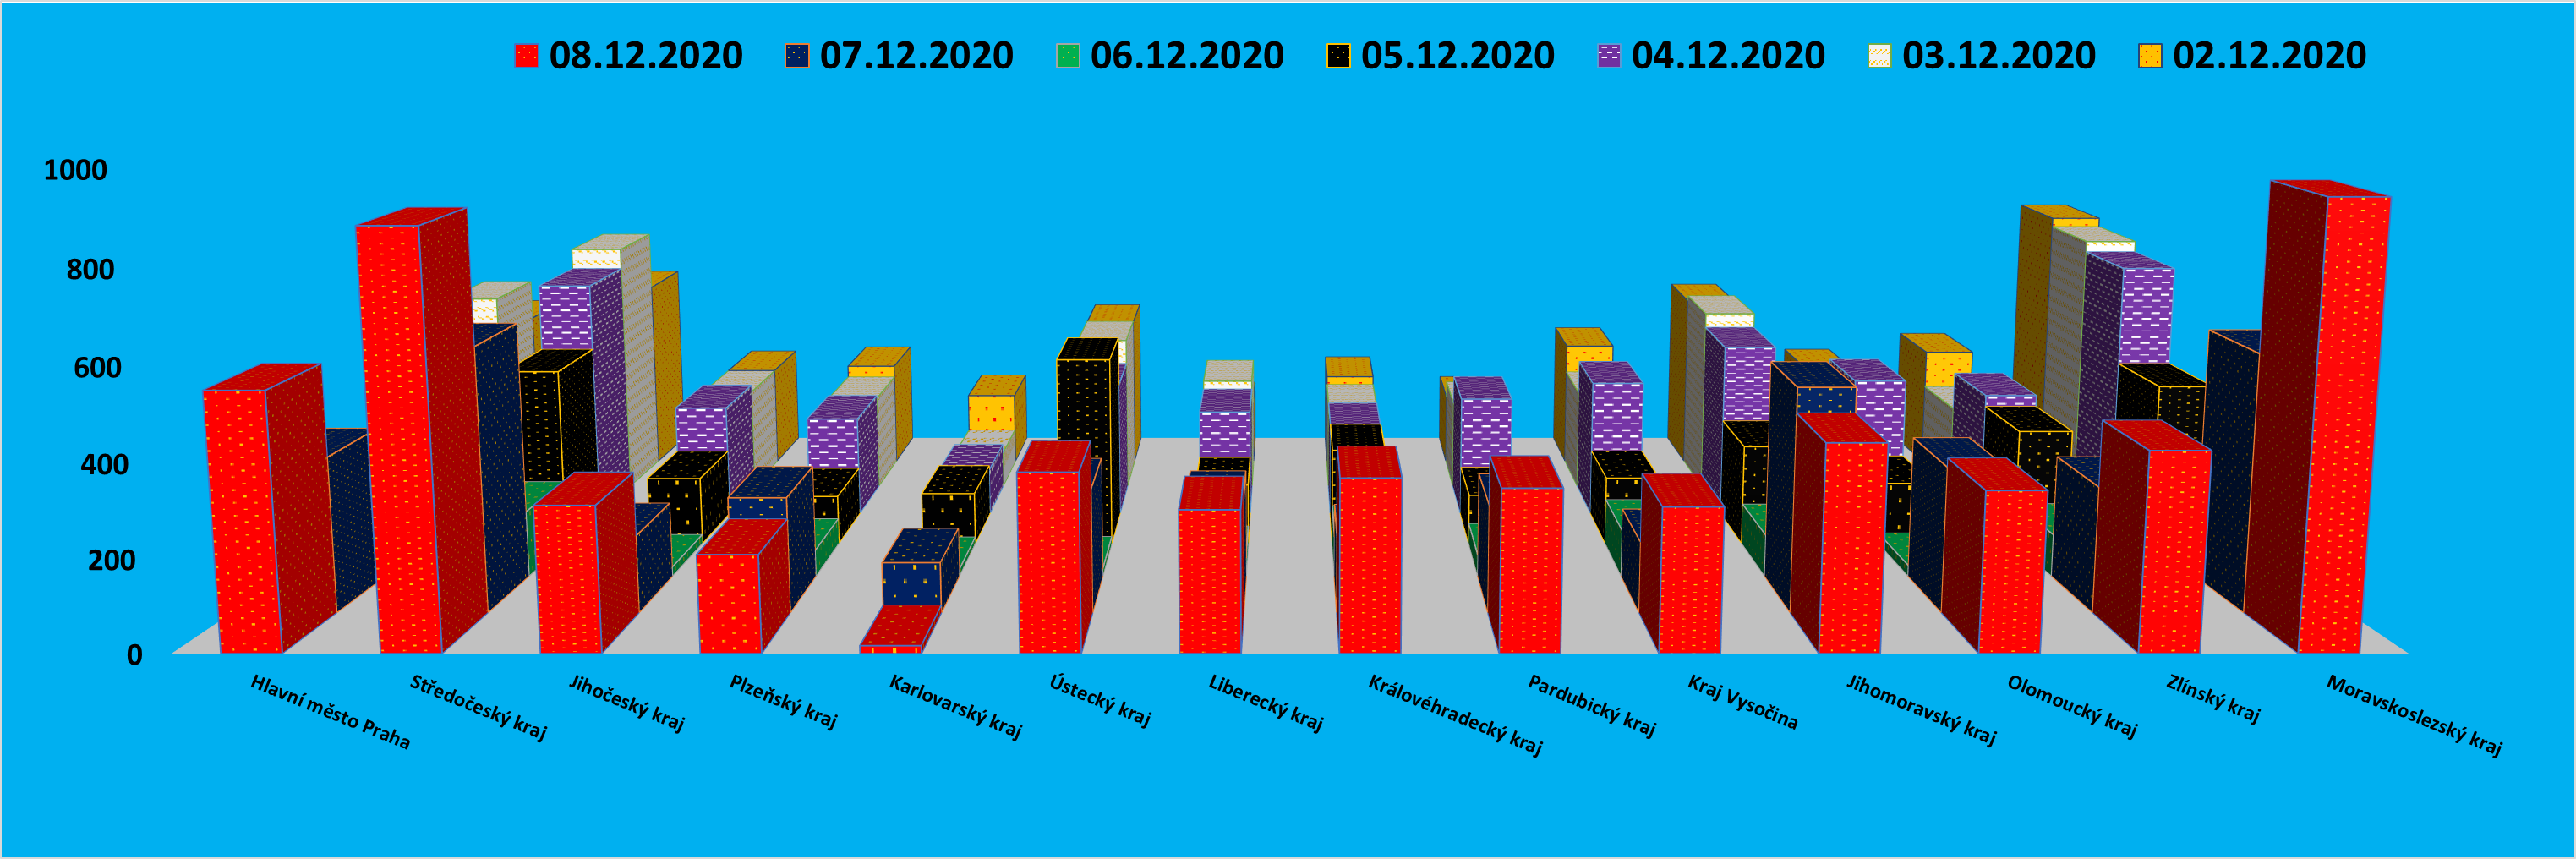 08.12.2020 07.12.2020 06.12.2020 05.12.2020 04.12.2020 03.12.2020 02.12.2020
1000
800
600
400
200
0
Hlavní město Praha
Středočeský kraj
Jihočeský kraj
Plzeňský kraj
Karlovarský kraj
Ústecký kraj
Liberecký kraj
Královéhradecký kraj
Pardubický kraj
Kraj Vysočina
Jihomoravský kraj
Olomoucký kraj
Zlínský kraj
Moravskoslezský kraj